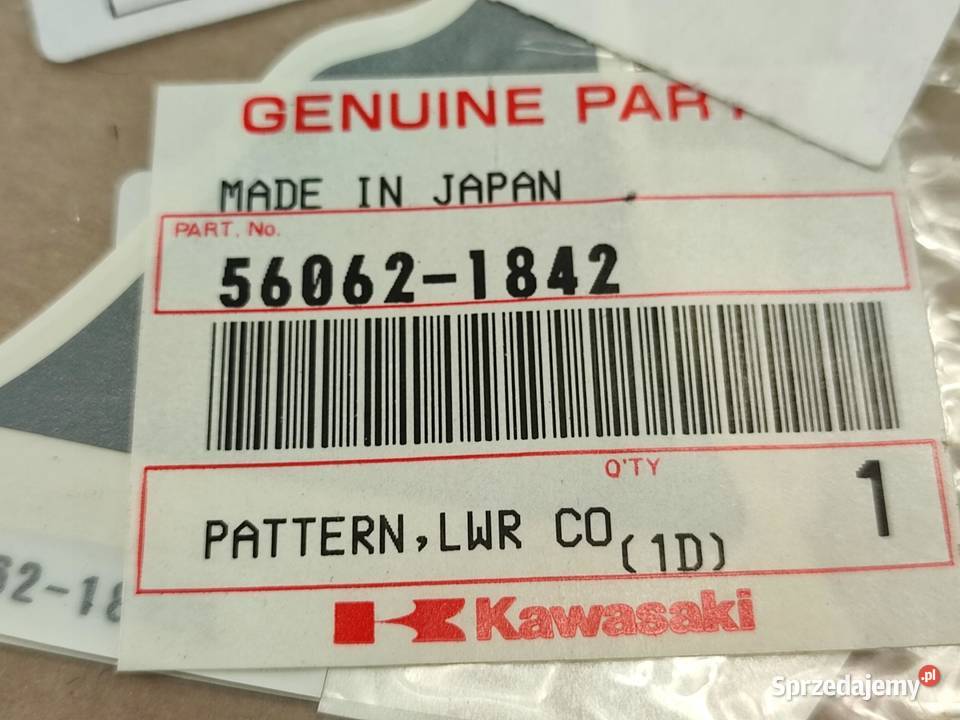 GENUINE PART
MADE IN JAPAN
PART. No.
56062-1842
Q'TY
1
PATTERN,LWR CO(1D)
62-18
Kawasaki
Sprzedajemy.pl